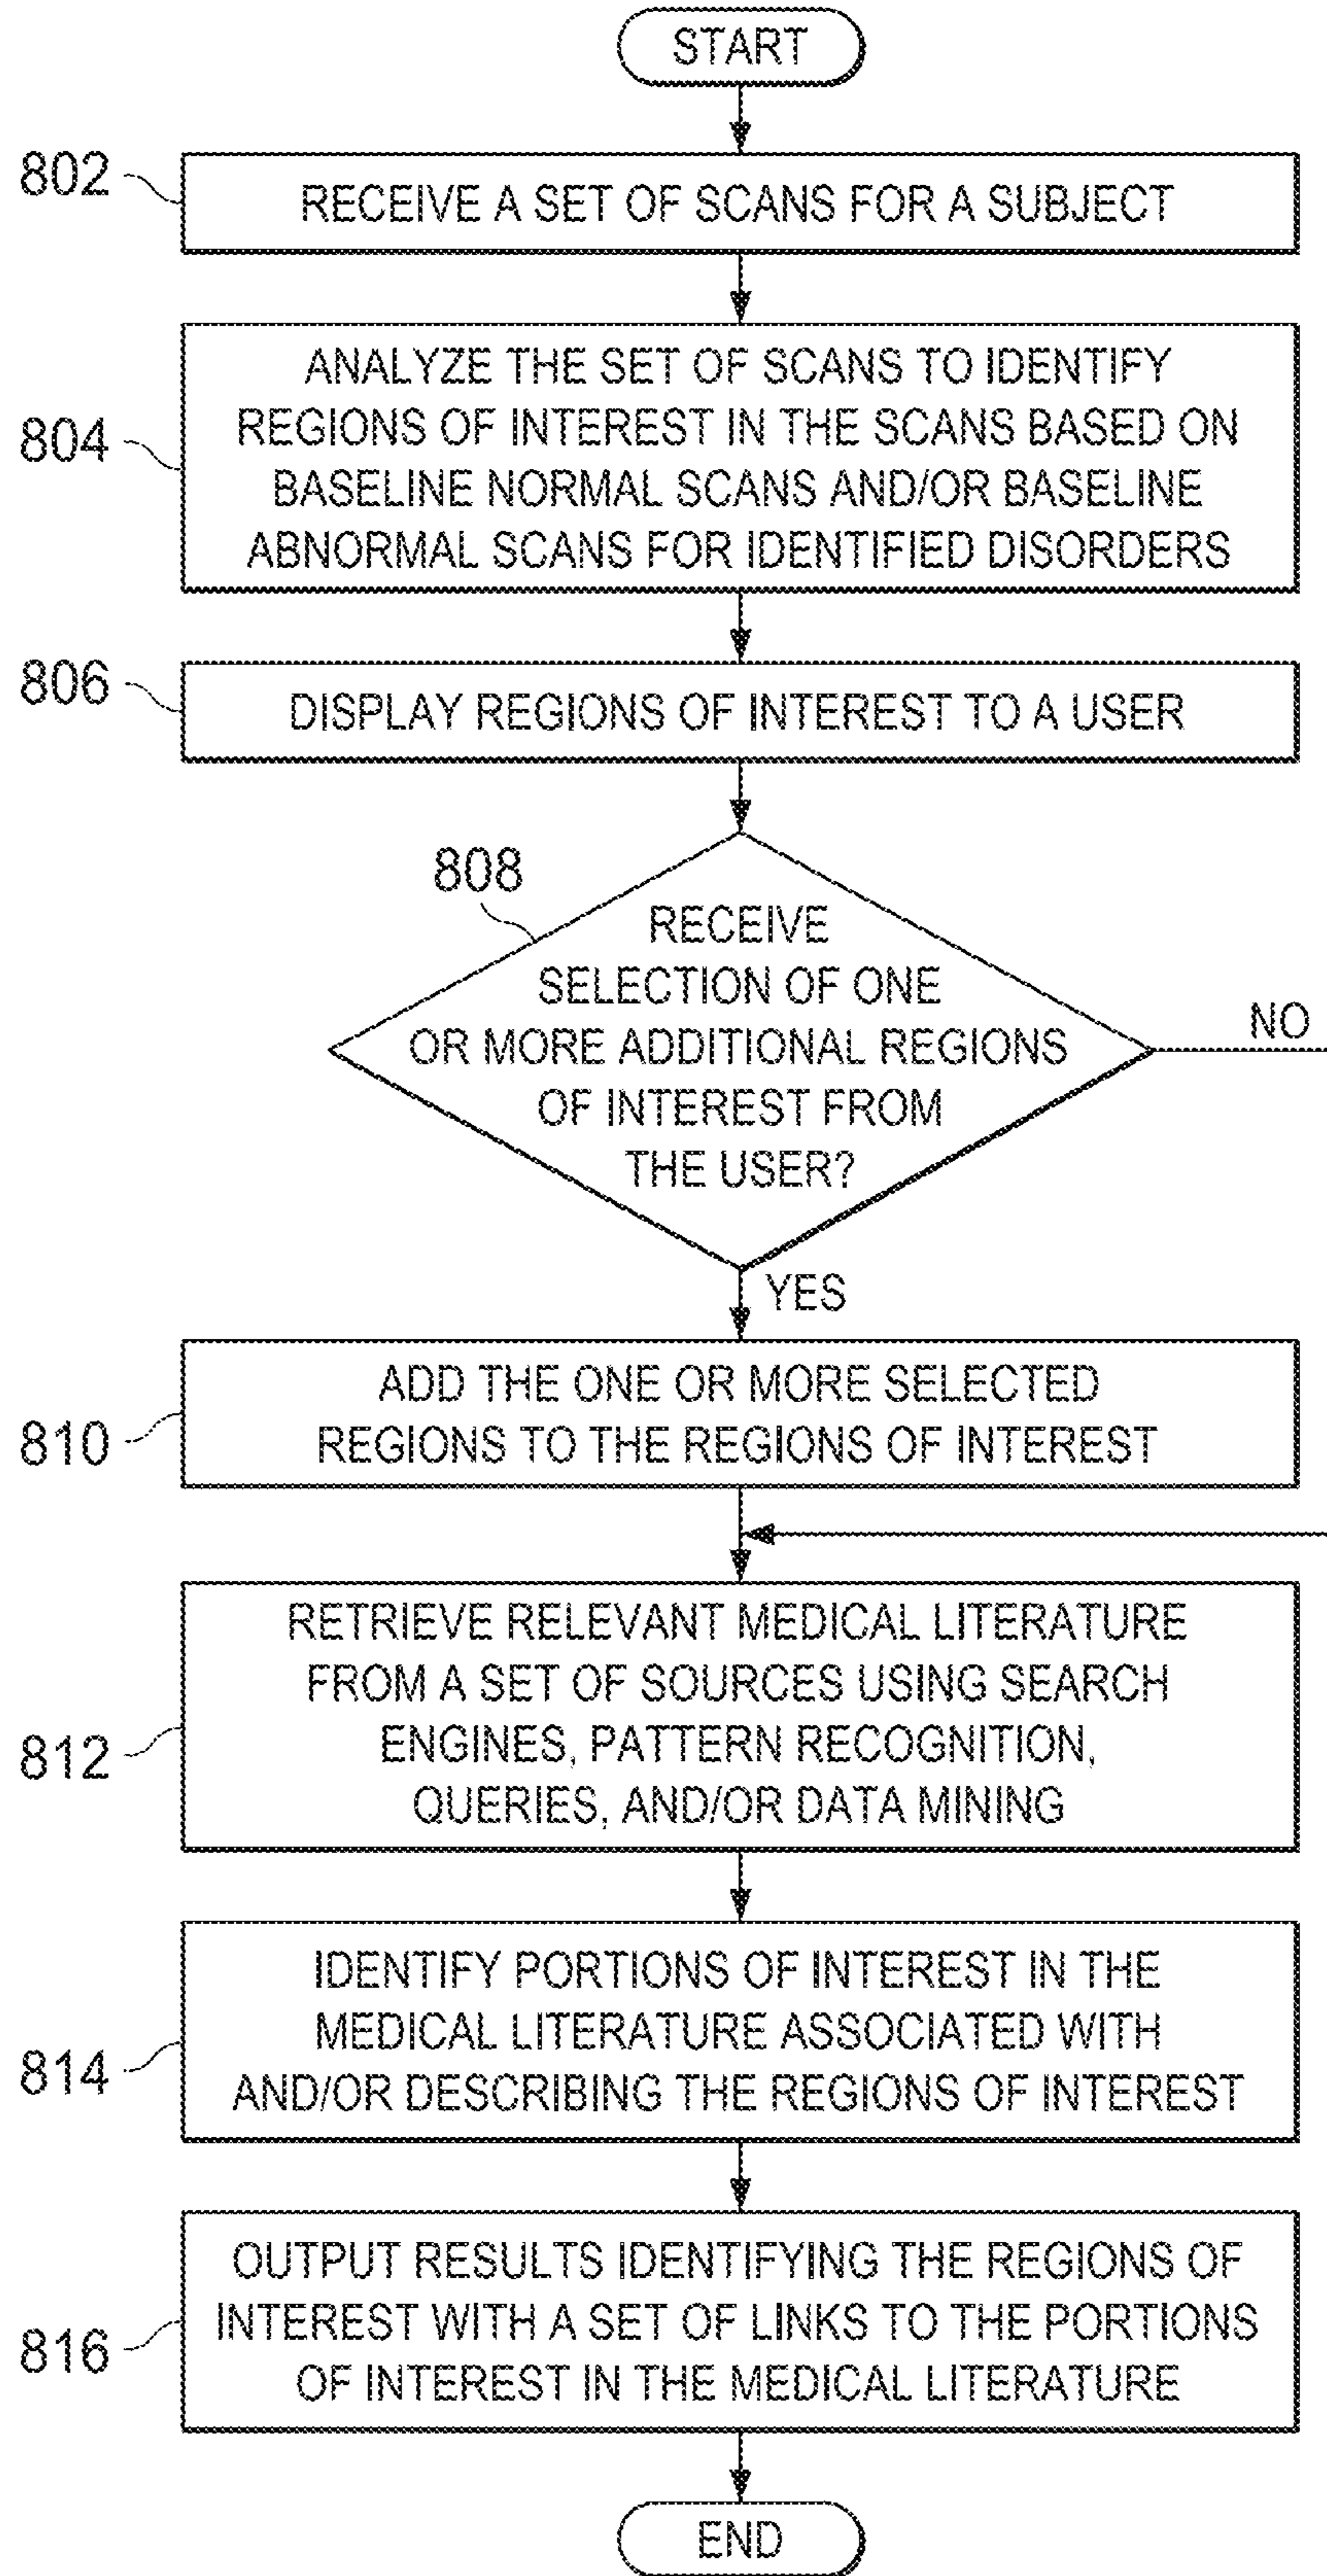 START
802
RECEIVE A SET OF SCANS FOR A SUBJECT
804
ANALYZE THE SET OF SCANS TO IDENTIFY
REGIONS OF INTEREST IN THE SCANS BASED ON
BASELINE NORMAL SCANS AND/OR BASELINE
ABNORMAL SCANS FOR IDENTIFIED DISORDERS
806
DISPLAY REGIONS OF INTEREST TO A USER
808
RECEIVE
SELECTION OF ONE
OR MORE ADDITIONAL REGIONS
OF INTEREST FROM
THE USER?
NO
YES
810
ADD THE ONE OR MORE SELECTED
REGIONS TO THE REGIONS OF INTEREST
812
RETRIEVE RELEVANT MEDICAL LITERATURE
FROM A SET OF SOURCES USING SEARCH
ENGINES, PATTERN RECOGNITION,
QUERIES, AND/OR DATA MINING
814
IDENTIFY PORTIONS OF INTEREST IN THE
MEDICAL LITERATURE ASSOCIATED WITH
AND/OR DESCRIBING THE REGIONS OF INTEREST
816
OUTPUT RESULTS IDENTIFYING THE REGIONS OF
INTEREST WITH A SET OF LINKS TO THE PORTIONS
OF INTEREST IN THE MEDICAL LITERATURE
END